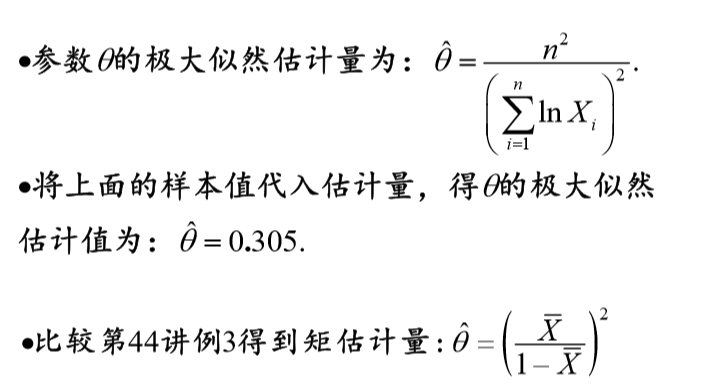 •参数θ的极大似然估计量为：θ̂ = n² / (∑ᵢ₌₁ⁿ ln Xᵢ)².
•将上面的样本值代入估计量，得θ的极大似然
估计值为：θ̂ = 0.305.
•比较第44讲例3得到矩估计量：θ̂ = (X̄ / (1 − X̄))²